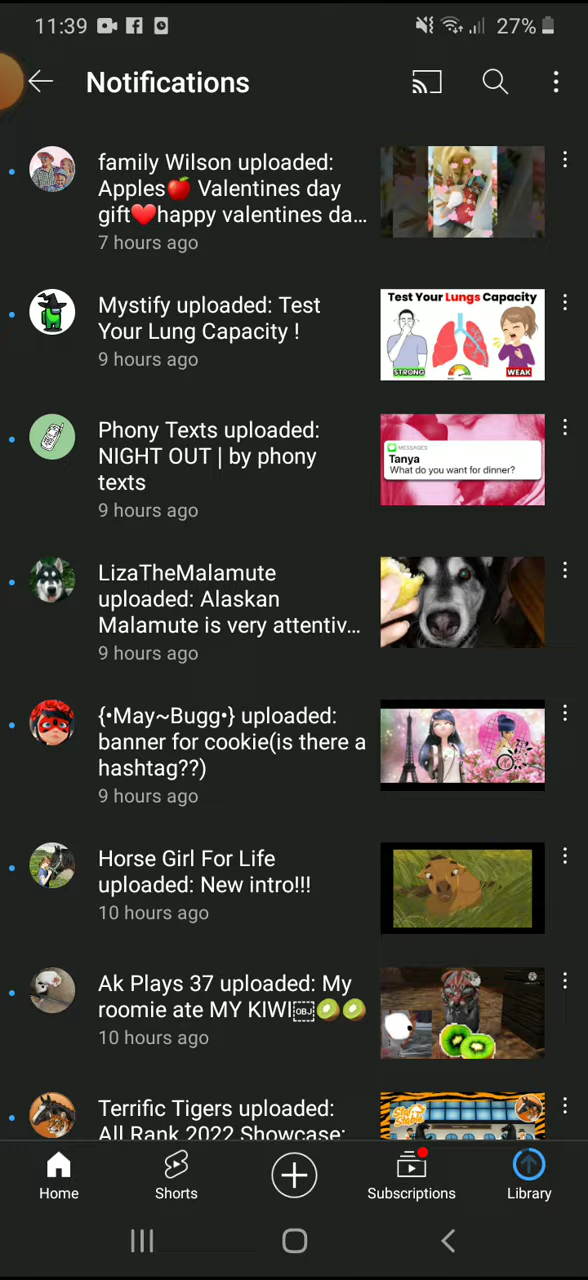 11:39
27%
Notifications
family Wilson uploaded:
Apples🍎 Valentines day
gift❤️happy valentines da...
7 hours ago
Mystify uploaded: Test
Your Lung Capacity !
9 hours ago
Test Your Lungs Capacity
STRONG
WEAK
Phony Texts uploaded:
NIGHT OUT | by phony
texts
9 hours ago
MESSAGES
Tanya
What do you want for dinner?
LizaTheMalamute
uploaded: Alaskan
Malamute is very attentiv...
9 hours ago
{•May~Bugg•} uploaded:
banner for cookie(is there a
hashtag??)
9 hours ago
Horse Girl For Life
uploaded: New intro!!!
10 hours ago
Ak Plays 37 uploaded: My
roomie ate MY KIWI￼🥝🥝
10 hours ago
Terrific Tigers uploaded:
All Rank 2022 Showcase:
Home
Shorts
Subscriptions
Library